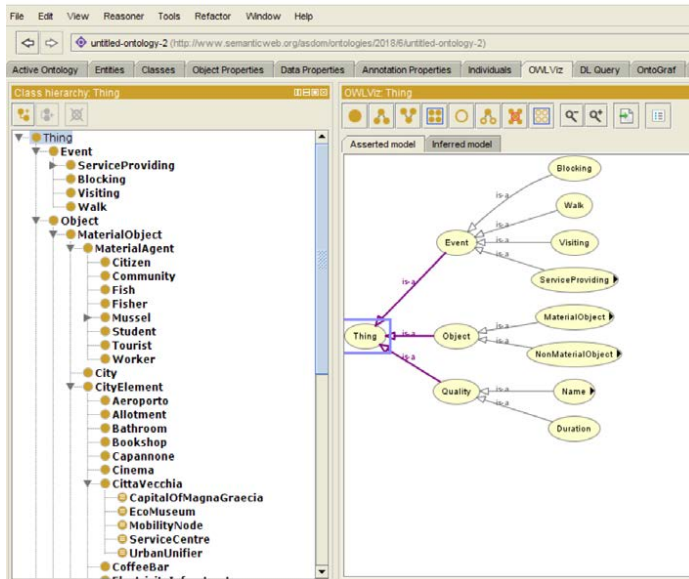 File Edit View Reasoner Tools Refactor Window Help
untitled-ontology-2 (http://www.semanticweb.org/asdom/ontologies/2018/6/untitled-ontology-2)
Active Ontology Entities Classes Object Properties Data Properties Annotation Properties Individuals OWLViz DL Query OntoGraf
Class hierarchy: Thing
Thing
Event
ServiceProviding
Blocking
Visiting
Walk
Object
MaterialObject
MaterialAgent
Citizen
Community
Fish
Fisher
Mussel
Student
Tourist
Worker
City
CityElement
Aeroporto
Allotment
Bathroom
Bookshop
Capannone
Cinema
CittaVecchia
CapitalOfMagnaGraecia
EcoMuseum
MobilityNode
ServiceCentre
UrbanUnifier
CoffeeBar
OWLViz: Thing
Asserted model Inferred model
Blocking
is-a
Walk
is-a
Event
is-a
Visiting
is-a
ServiceProviding
is-a
MaterialObject
is-a
Thing
is-a
Object
is-a
NonMaterialObject
is-a
Quality
is-a
Name
is-a
Duration